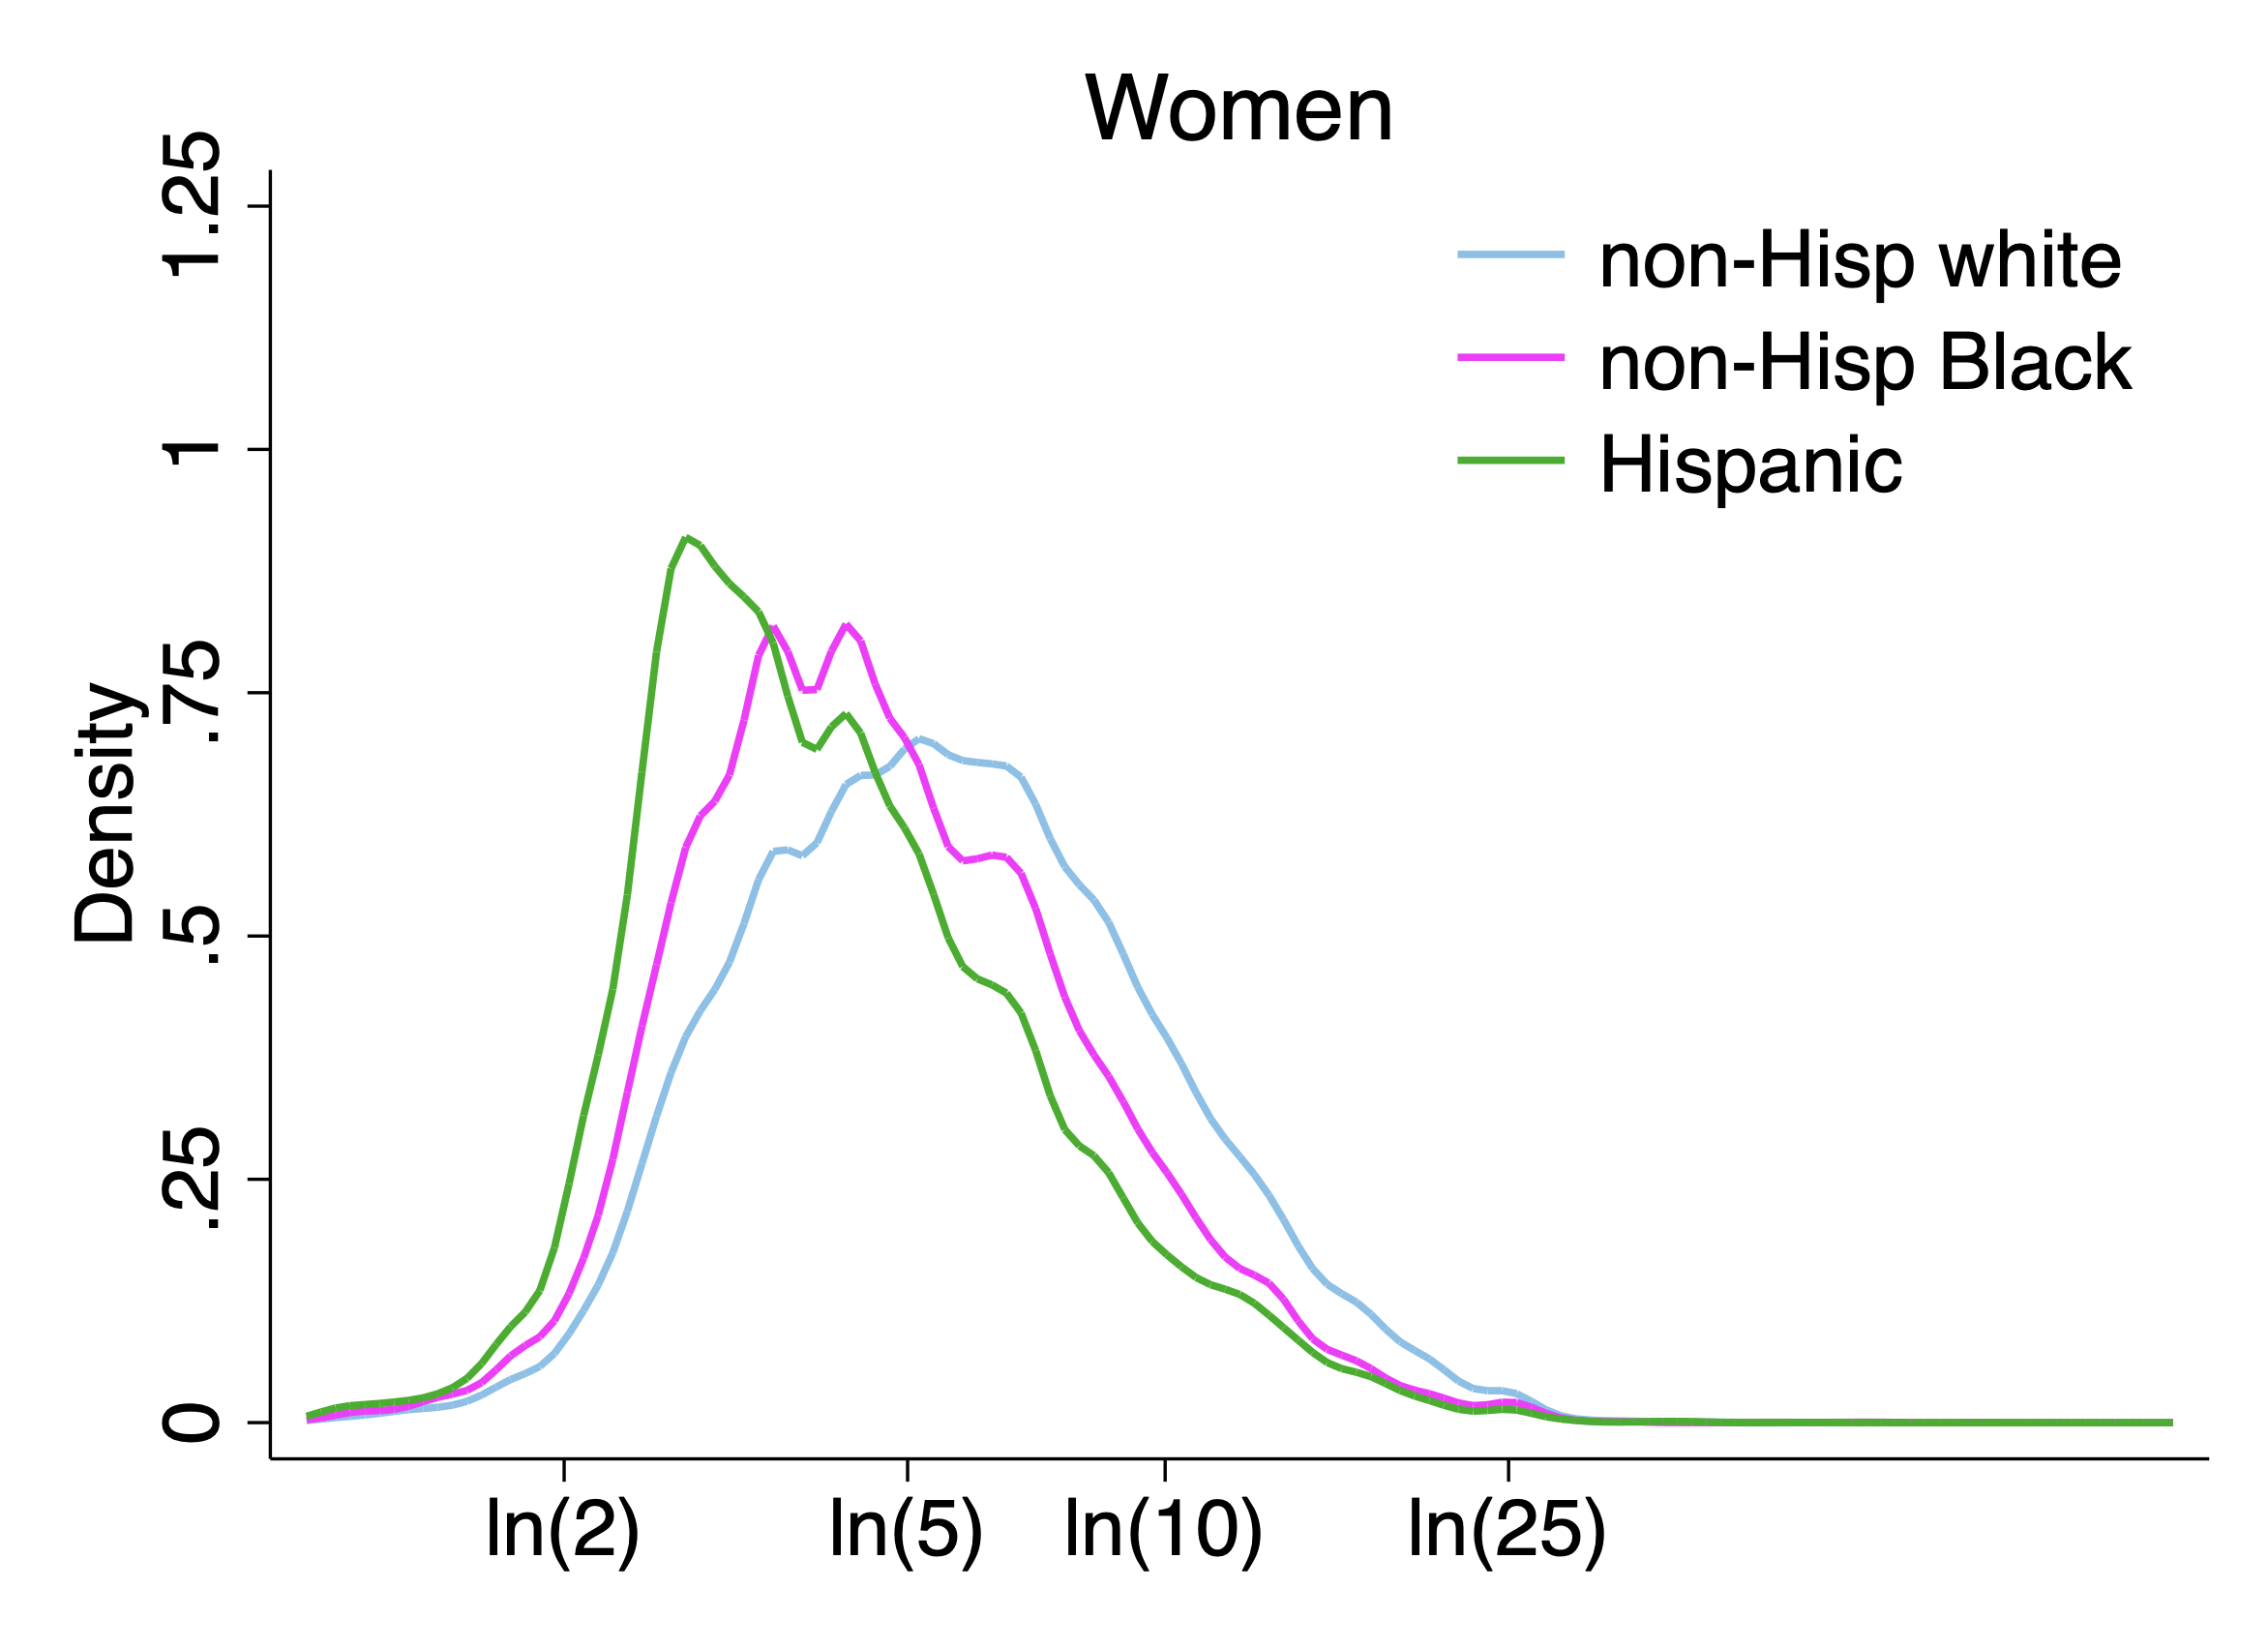 Women
non-Hisp white
non-Hisp Black
Hispanic
Density
1.25
1
.75
.5
.25
0
ln(2)
ln(5)
ln(10)
ln(25)